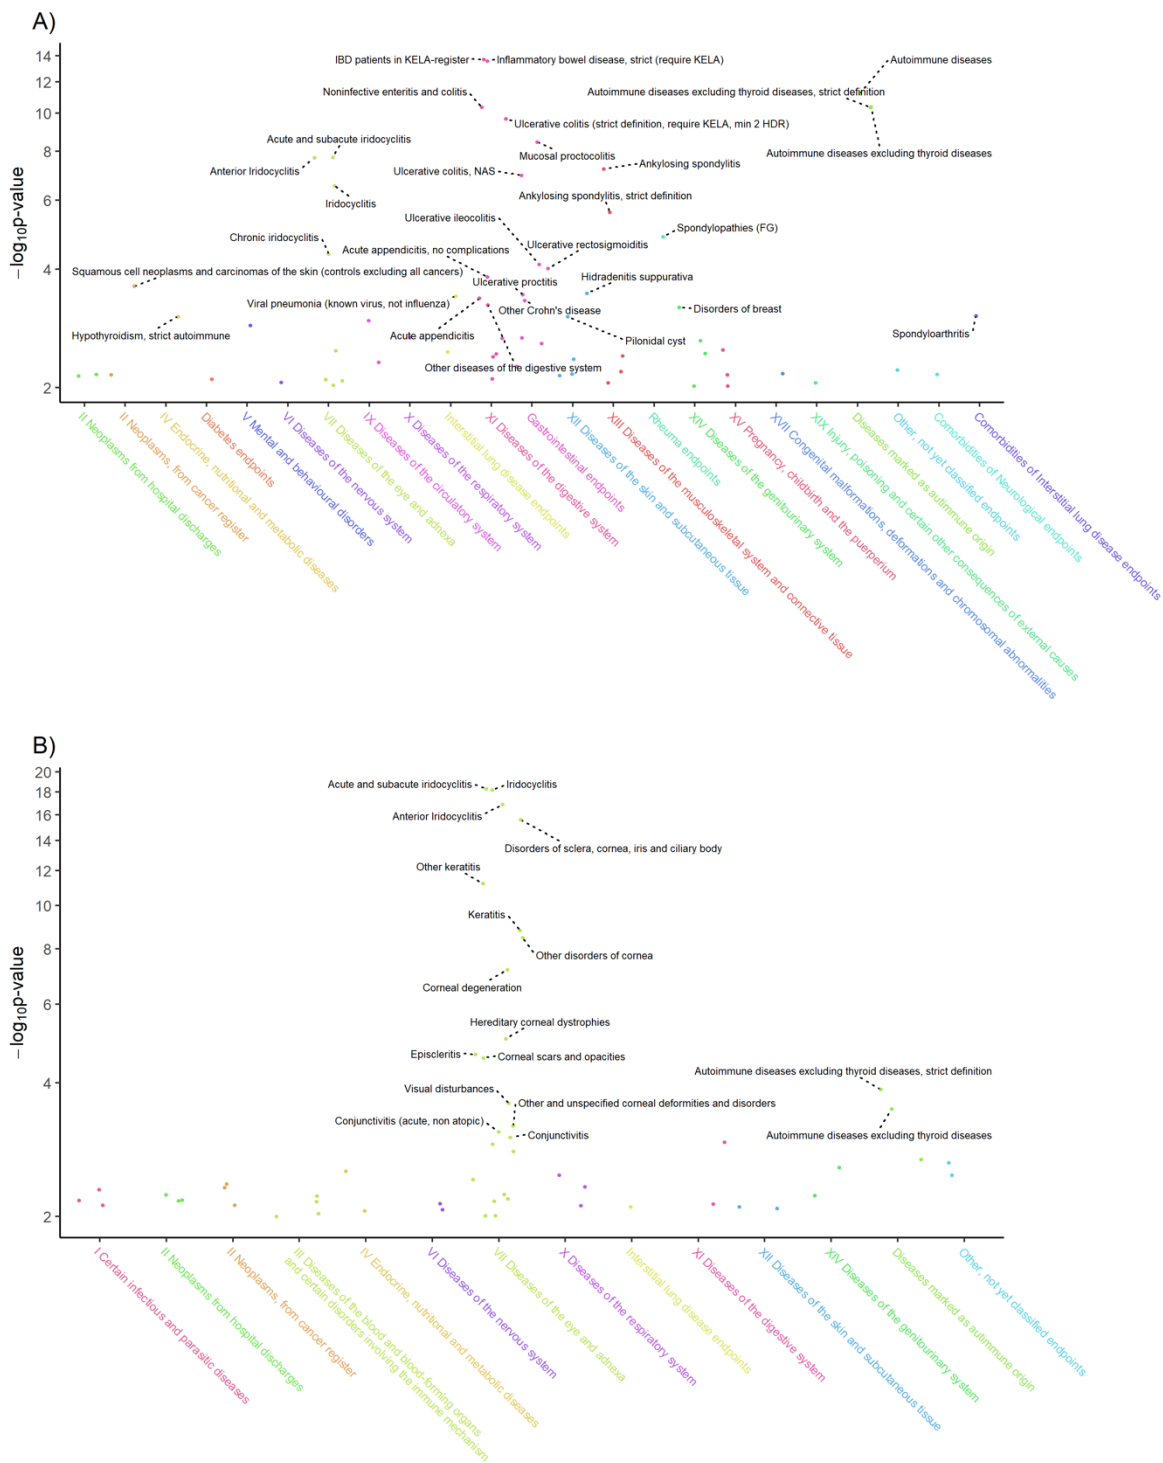 A)
14
12
10
8
6
4
2
−log10p-value
IBD patients in KELA-register
Inflammatory bowel disease, strict (require KELA)
Autoimmune diseases
Noninfective enteritis and colitis
Autoimmune diseases excluding thyroid diseases, strict definition
Ulcerative colitis (strict definition, require KELA, min 2 HDR)
Acute and subacute iridocyclitis
Mucosal proctocolitis
Autoimmune diseases excluding thyroid diseases
Anterior Iridocyclitis
Ulcerative colitis, NAS
Ankylosing spondylitis
Iridocyclitis
Ankylosing spondylitis, strict definition
Ulcerative ileocolitis
Spondylopathies (FG)
Chronic iridocyclitis
Acute appendicitis, no complications
Ulcerative rectosigmoiditis
Squamous cell neoplasms and carcinomas of the skin (controls excluding all cancers)
Ulcerative proctitis
Hidradenitis suppurativa
Viral pneumonia (known virus, not influenza)
Other Crohn's disease
Disorders of breast
Hypothyroidism, strict autoimmune
Acute appendicitis
Pilonidal cyst
Spondyloarthritis
Other diseases of the digestive system
II Neoplasms from hospital discharges
II Neoplasms, from cancer register
IV Endocrine, nutritional and metabolic diseases
Diabetes endpoints
V Mental and behavioural disorders
VI Diseases of the nervous system
VII Diseases of the eye and adnexa
IX Diseases of the circulatory system
X Diseases of the respiratory system
Interstitial lung disease endpoints
XI Diseases of the digestive system
Gastrointestinal endpoints
XII Diseases of the skin and subcutaneous tissue
XIII Diseases of the musculoskeletal system and connective tissue
Rheuma endpoints
XIV Diseases of the genitourinary system
XV Pregnancy, childbirth and the puerperium
XVII Congenital malformations, deformations and chromosomal abnormalities
XIX Injury, poisoning and certain other consequences of external causes
Diseases marked as autimmune origin
Other, not yet classified endpoints
Comorbidities of Neurological endpoints
Comorbidities of Interstitial lung disease endpoints
B)
20
18
16
14
12
10
8
6
4
2
−log10p-value
Acute and subacute iridocyclitis
Iridocyclitis
Anterior Iridocyclitis
Disorders of sclera, cornea, iris and ciliary body
Other keratitis
Keratitis
Other disorders of cornea
Corneal degeneration
Hereditary corneal dystrophies
Episcleritis
Corneal scars and opacities
Autoimmune diseases excluding thyroid diseases, strict definition
Visual disturbances
Other and unspecified corneal deformities and disorders
Conjunctivitis (acute, non atopic)
Conjunctivitis
Autoimmune diseases excluding thyroid diseases
I Certain infectious and parasitic diseases
II Neoplasms from hospital discharges
II Neoplasms, from cancer register
III Diseases of the blood and blood-forming organs
and certain disorders involving the immune mechanism
IV Endocrine, nutritional and metabolic diseases
VI Diseases of the nervous system
VII Diseases of the eye and adnexa
X Diseases of the respiratory system
Interstitial lung disease endpoints
XI Diseases of the digestive system
XII Diseases of the skin and subcutaneous tissue
XIV Diseases of the genitourinary system
Diseases marked as autimmune origin
Other, not yet classified endpoints